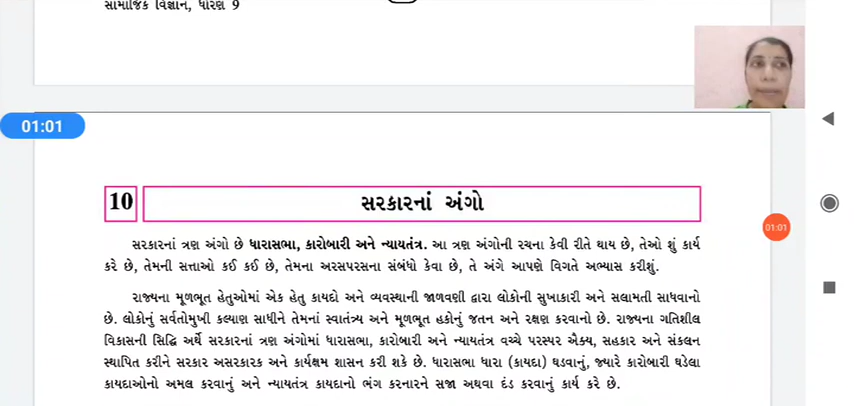 સામાજિક વિજ્ઞાન, ધોરણ 9
01:01
10
સરકારનાં અંગો
સરકારનાં ત્રણ અંગો છે ધારાસભા, કારોબારી અને ન્યાયતંત્ર. આ ત્રણ અંગોની રચના કેવી રીતે થાય છે, તેઓ શું કાર્ય
કરે છે, તેમની સત્તાઓ કઈ કઈ છે, તેમના અરસપરસના સંબંધો કેવા છે, તે અંગે આપણે વિગતે અભ્યાસ કરીશું.
રાજ્યના મૂળભૂત હેતુઓમાં એક હેતુ કાયદો અને વ્યવસ્થાની જાળવણી દ્વારા લોકોની સુખાકારી અને સલામતી સાધવાનો
છે. લોકોનું સર્વતોમુખી કલ્યાણ સાધીને તેમનાં સ્વાતંત્ર્ય અને મૂળભૂત હકોનું જતન અને રક્ષણ કરવાનો છે. રાજ્યના ગતિશીલ
વિકાસની સિદ્ધિ અર્થે સરકારનાં ત્રણ અંગોમાં ધારાસભા, કારોબારી અને ન્યાયતંત્ર વચ્ચે પરસ્પર ઐક્ય, સહકાર અને સંકલન
સ્થાપિત કરીને સરકાર અસરકારક અને કાર્યક્ષમ શાસન કરી શકે છે. ધારાસભા ધારા (કાયદા) ઘડવાનું, જ્યારે કારોબારી ઘડેલા
કાયદાઓનો અમલ કરવાનું અને ન્યાયતંત્ર કાયદાનો ભંગ કરનારને સજા અથવા દંડ કરવાનું કાર્ય કરે છે.
01:01